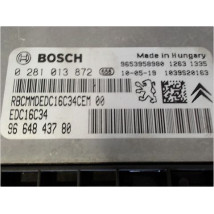 BOSCH
Made in Hungary
9653958980 1263 1335
0 281 013 872
10-05-19 1039S20163
RBCMMDEDC16C34CEM 00
EDC16C34
96 648 437 80